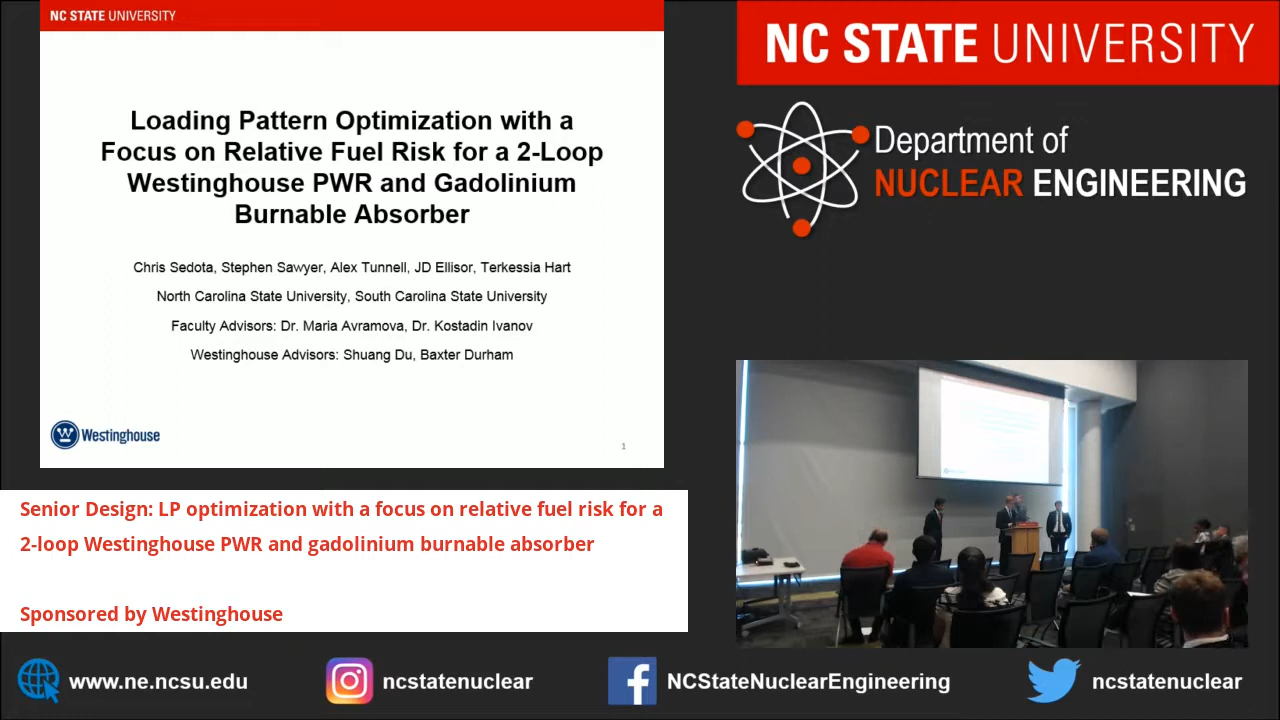 NC STATE UNIVERSITY
Loading Pattern Optimization with a
Focus on Relative Fuel Risk for a 2-Loop
Westinghouse PWR and Gadolinium
Burnable Absorber
Chris Sedota, Stephen Sawyer, Alex Tunnell, JD Ellisor, Terkessia Hart
North Carolina State University, South Carolina State University
Faculty Advisors: Dr. Maria Avramova, Dr. Kostadin Ivanov
Westinghouse Advisors: Shuang Du, Baxter Durham
W Westinghouse
1
NC STATE UNIVERSITY
Department of
NUCLEAR ENGINEERING
Senior Design: LP optimization with a focus on relative fuel risk for a
2-loop Westinghouse PWR and gadolinium burnable absorber
Sponsored by Westinghouse
www.ne.ncsu.edu
ncstatenuclear
NCStateNuclearEngineering
ncstatenuclear